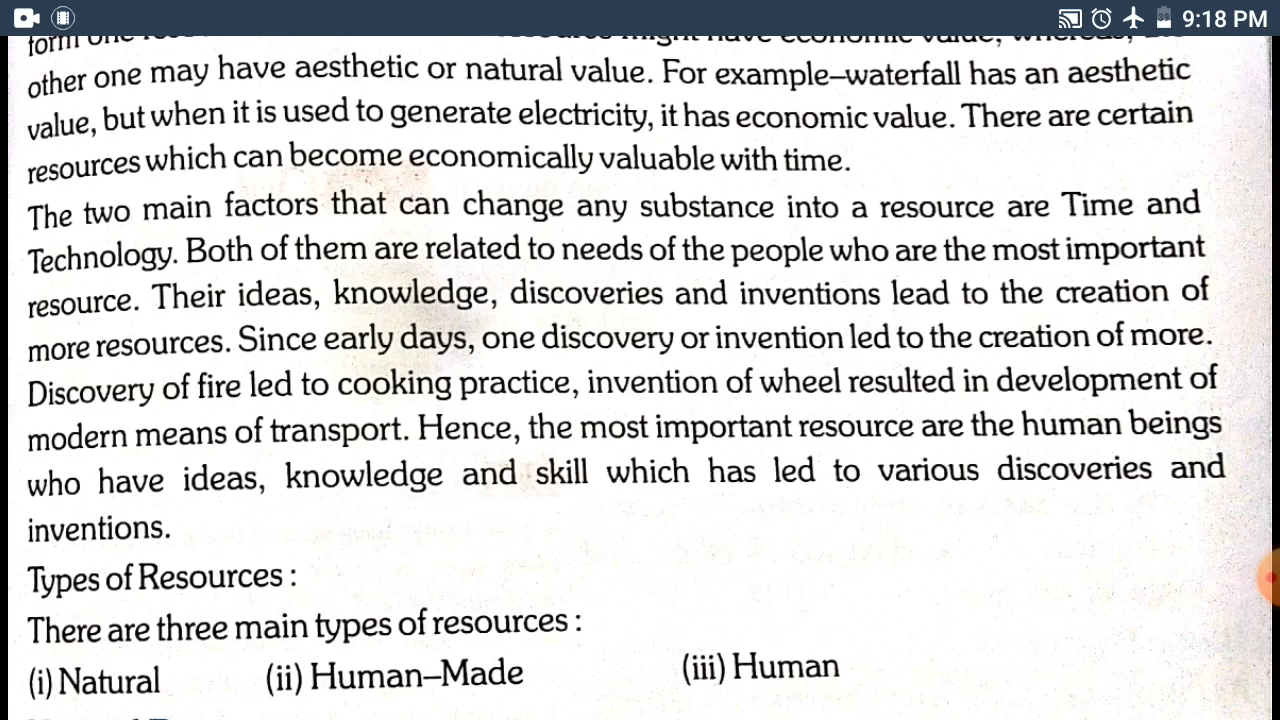 9:18 PM
form one might have economic value, whereas,
other one may have aesthetic or natural value. For example–waterfall has an aesthetic
value, but when it is used to generate electricity, it has economic value. There are certain
resources which can become economically valuable with time.
The two main factors that can change any substance into a resource are Time and
Technology. Both of them are related to needs of the people who are the most important
resource. Their ideas, knowledge, discoveries and inventions lead to the creation of
more resources. Since early days, one discovery or invention led to the creation of more.
Discovery of fire led to cooking practice, invention of wheel resulted in development of
modern means of transport. Hence, the most important resource are the human beings
who have ideas, knowledge and skill which has led to various discoveries and
inventions.
Types of Resources :
There are three main types of resources :
(i) Natural (ii) Human–Made (iii) Human